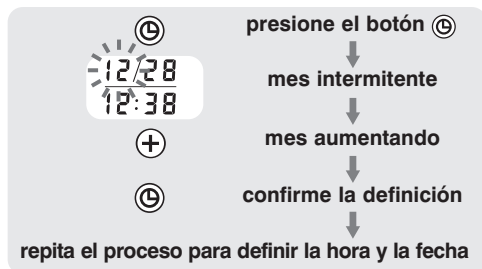 presione el botón
12/28
mes intermitente
12:38
+
mes aumentando
confirme la definición
repita el proceso para definir la hora y la fecha